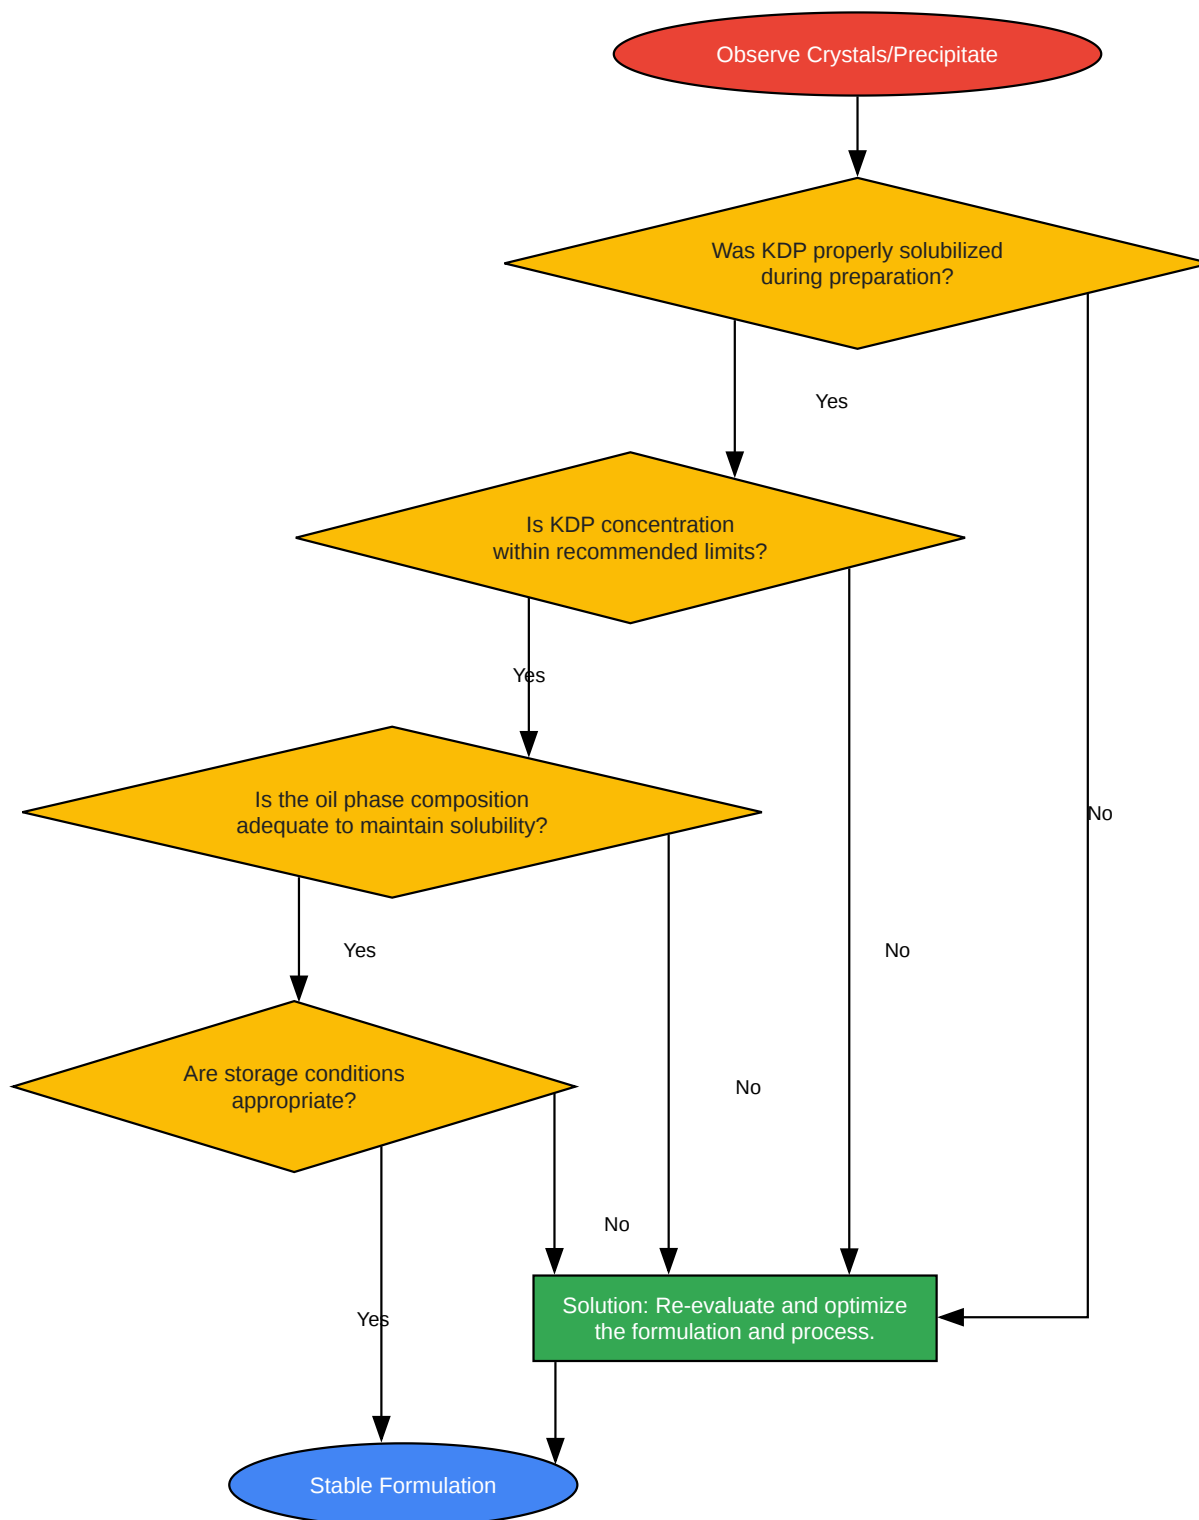 Observe Crystals/Precipitate
Was KDP properly solubilized
during preparation?
Yes
Is KDP concentration
within recommended limits?
Yes
Is the oil phase composition
adequate to maintain solubility?
No
Yes
No
Are storage conditions
appropriate?
No
No
Yes
Solution: Re-evaluate and optimize
the formulation and process.
Stable Formulation